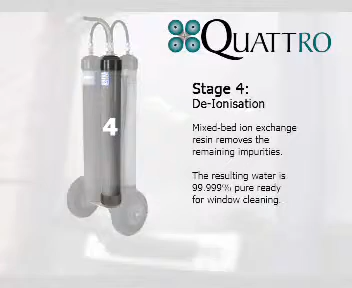 QUATTRO
Stage 4:
De-Ionisation
4
Mixed-bed ion exchange
resin removes the
remaining impurities.
The resulting water is
99.999% pure ready
for window cleaning.